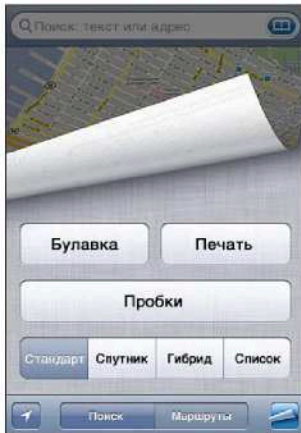 Поиск: текст или адрес
Булавка Печать
Пробки
Стандарт Спутник Гибрид Список
Поиск Маршруты